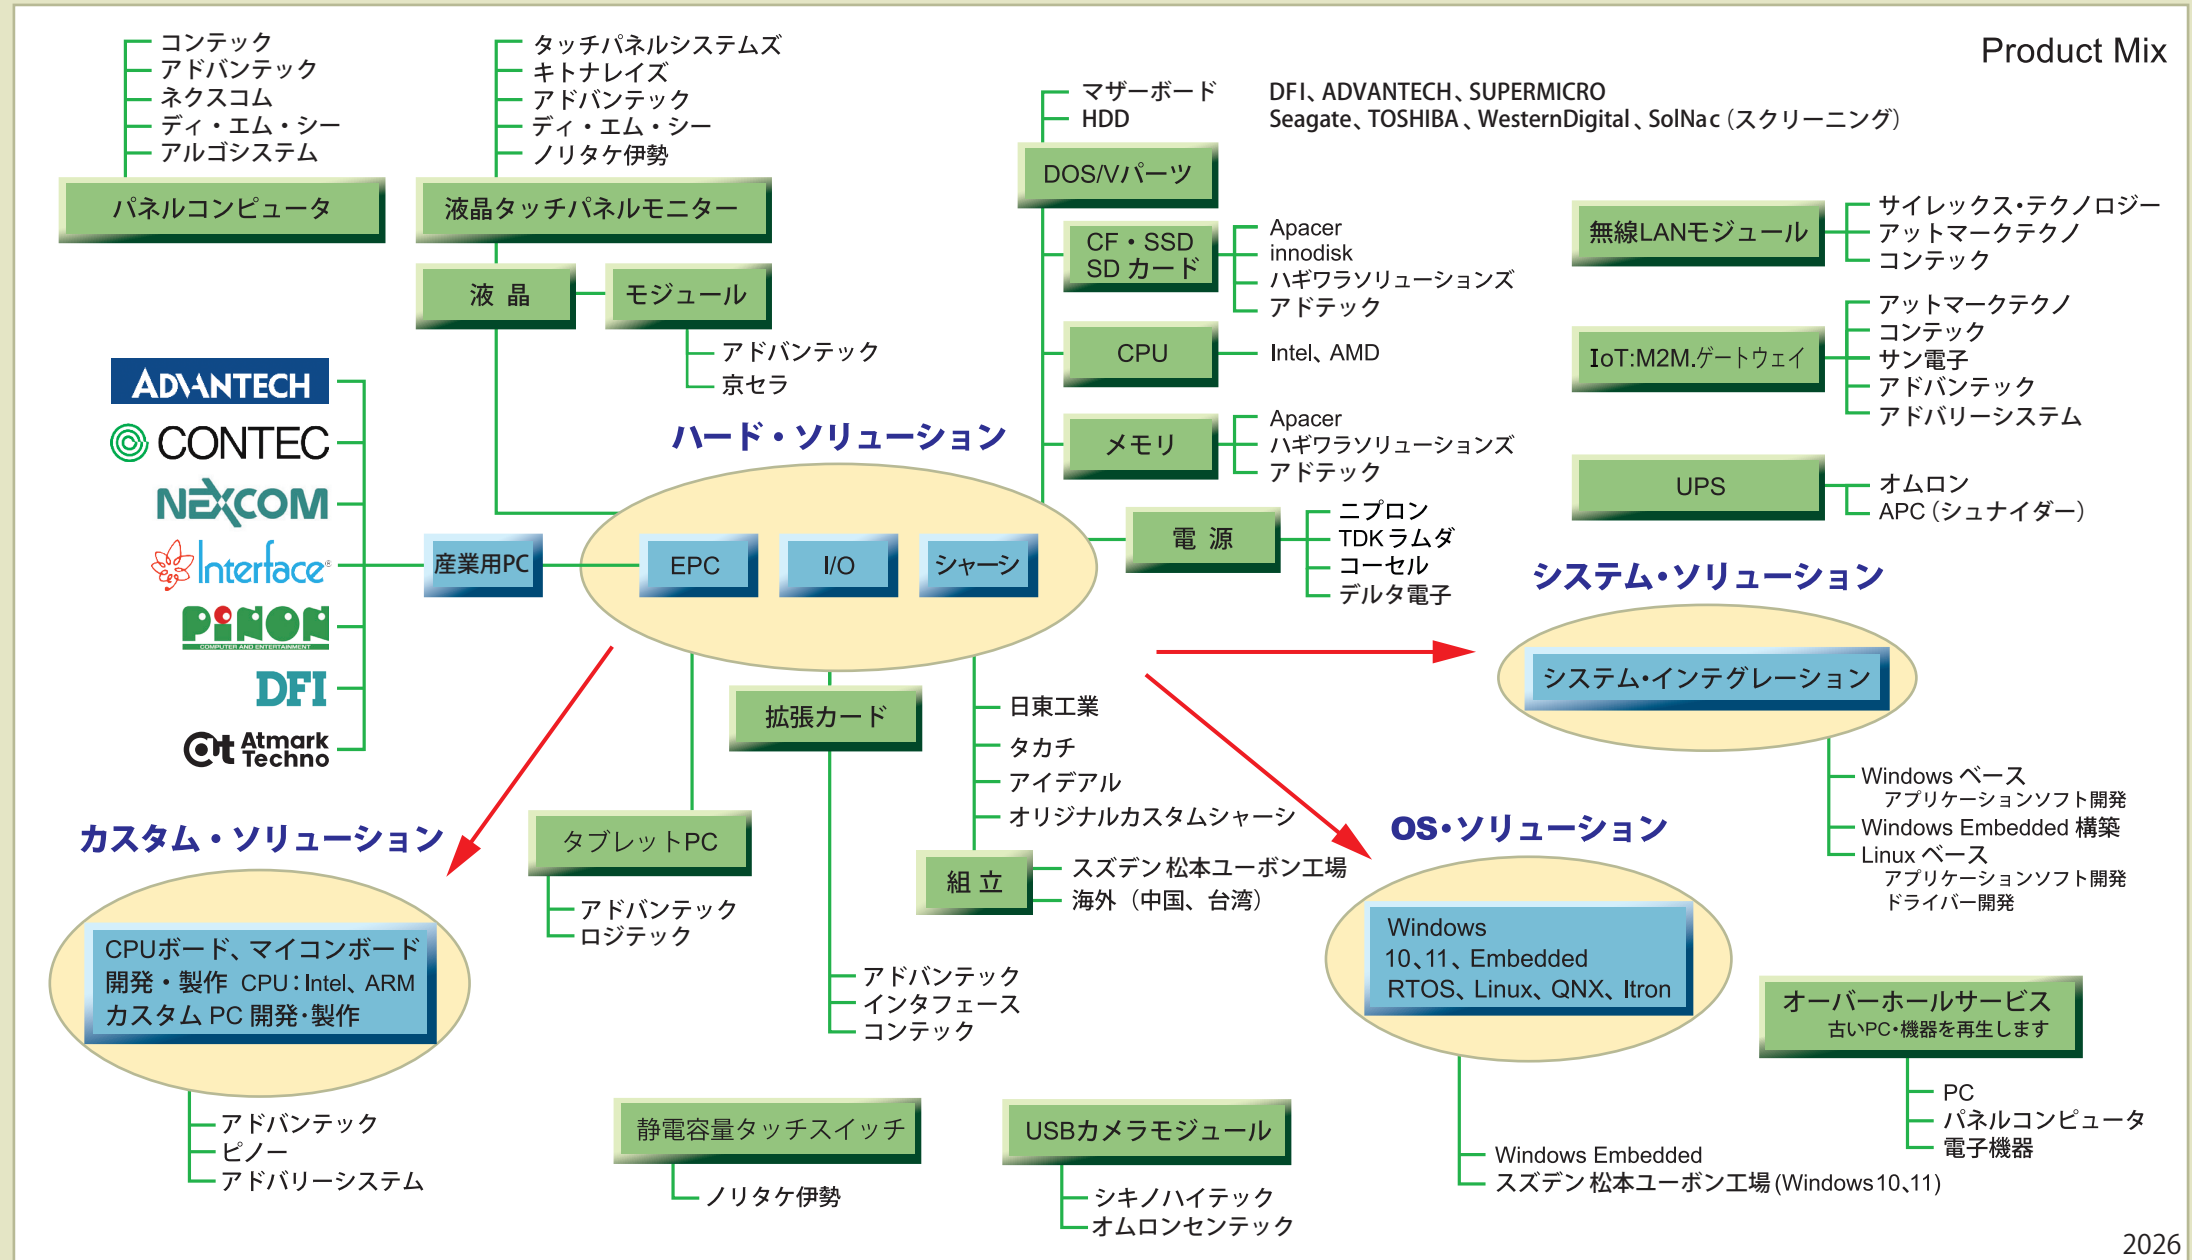 Product Mix
コンテック
アドバンテック
ネクスコム
ディ・エム・シー
アルゴシステム
パネルコンピュータ
タッチパネルシステムズ
キトナレイズ
アドバンテック
ディ・エム・シー
ノリタケ伊勢
液晶タッチパネルモニター
液 晶
モジュール
アドバンテック
京セラ
マザーボード DFI、ADVANTECH、SUPERMICRO
HDD Seagate、TOSHIBA、WesternDigital、SolNac（スクリーニング）
DOS/Vパーツ
CF・SSD
SD カード
Apacer
innodisk
ハギワラソリューションズ
アドテック
CPU
Intel、AMD
メモリ
Apacer
ハギワラソリューションズ
アドテック
電 源
ニプロン
TDKラムダ
コーセル
デルタ電子
無線LANモジュール
サイレックス・テクノロジー
アットマークテクノ
コンテック
IoT:M2M.ゲートウェイ
アットマークテクノ
コンテック
サン電子
アドバンテック
アドバリーシステム
UPS
オムロン
APC（シュナイダー）
ADVANTECH
CONTEC
NEXCOM
Interface®
PiNON
COMPUTER AND ENTERTAINMENT
DFI
at Atmark
Techno
産業用PC
ハード・ソリューション
EPC
I/O
シャーシ
システム・ソリューション
システム・インテグレーション
Windows ベース
アプリケーションソフト開発
Windows Embedded 構築
Linux ベース
アプリケーションソフト開発
ドライバー開発
カスタム・ソリューション
CPUボード、マイコンボード
開発・製作 CPU：Intel、ARM
カスタム PC 開発・製作
アドバンテック
ピノー
アドバリーシステム
タブレットPC
アドバンテック
ロジテック
拡張カード
アドバンテック
インタフェース
コンテック
日東工業
タカチ
アイデアル
オリジナルカスタムシャーシ
組 立
スズデン 松本ユーボン工場
海外（中国、台湾）
OS・ソリューション
Windows
10、11、Embedded
RTOS、Linux、QNX、Itron
Windows Embedded
スズデン 松本ユーボン工場 (Windows10、11)
オーバーホールサービス
古いPC・機器を再生します
PC
パネルコンピュータ
電子機器
静電容量タッチスイッチ
ノリタケ伊勢
USBカメラモジュール
シキノハイテック
オムロンセンテック
2026